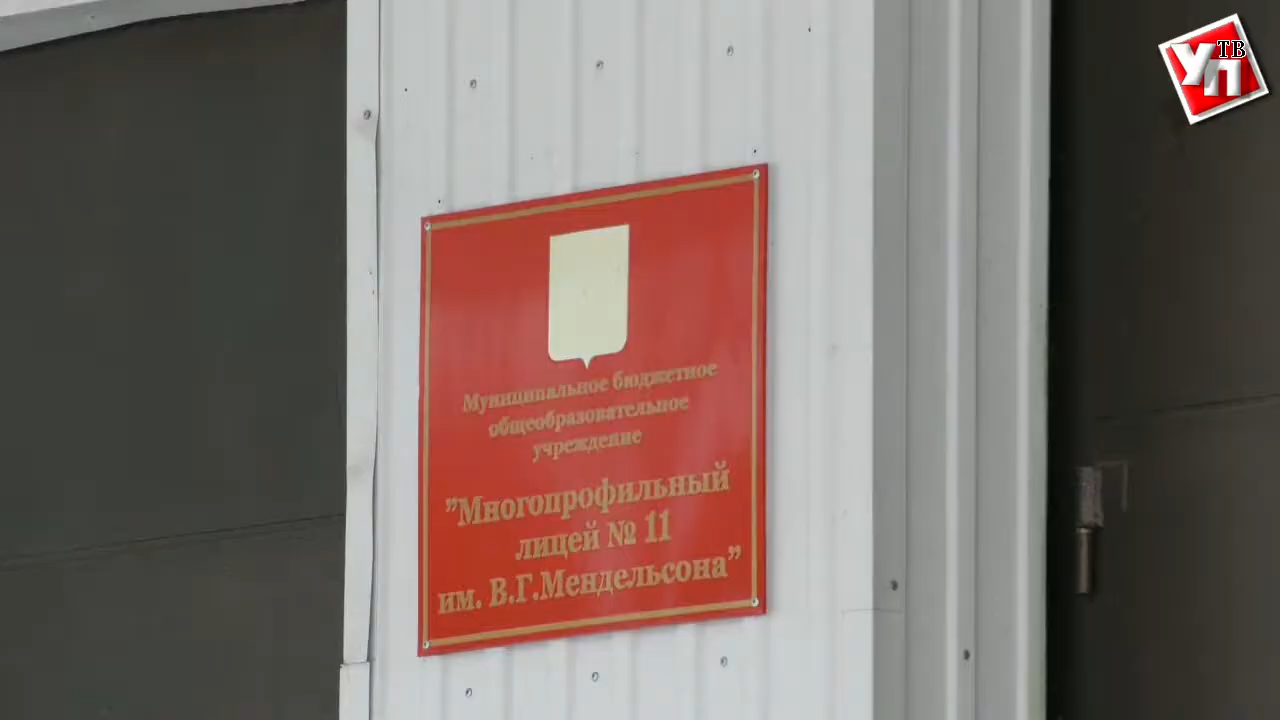 УП
ТВ
Муниципальное бюджетное
общеобразовательное
учреждение
"Многопрофильный
лицей № 11
им. В.Г.Мендельсона"